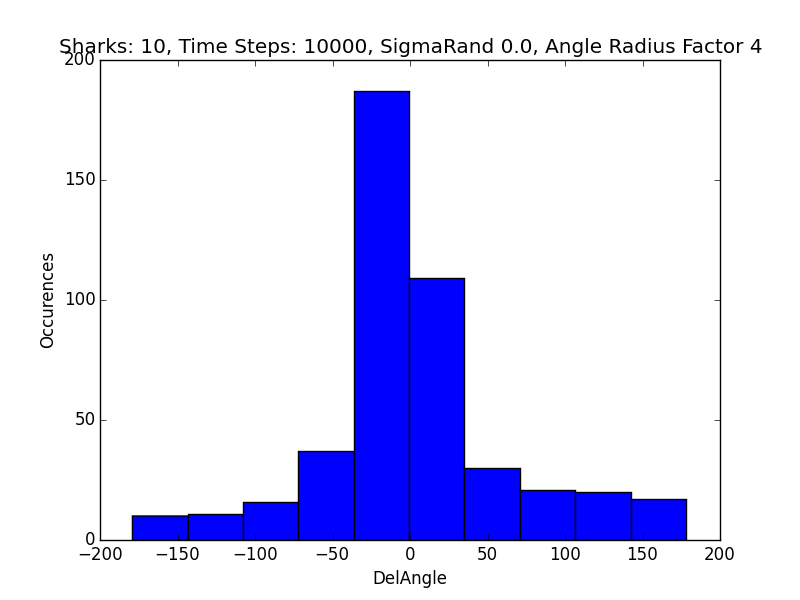 Sharks: 10, Time Steps: 10000, SigmaRand 0.0, Angle Radius Factor 4
200
150
100
50
0
Occurences
−200 −150 −100 −50 0 50 100 150 200
DelAngle